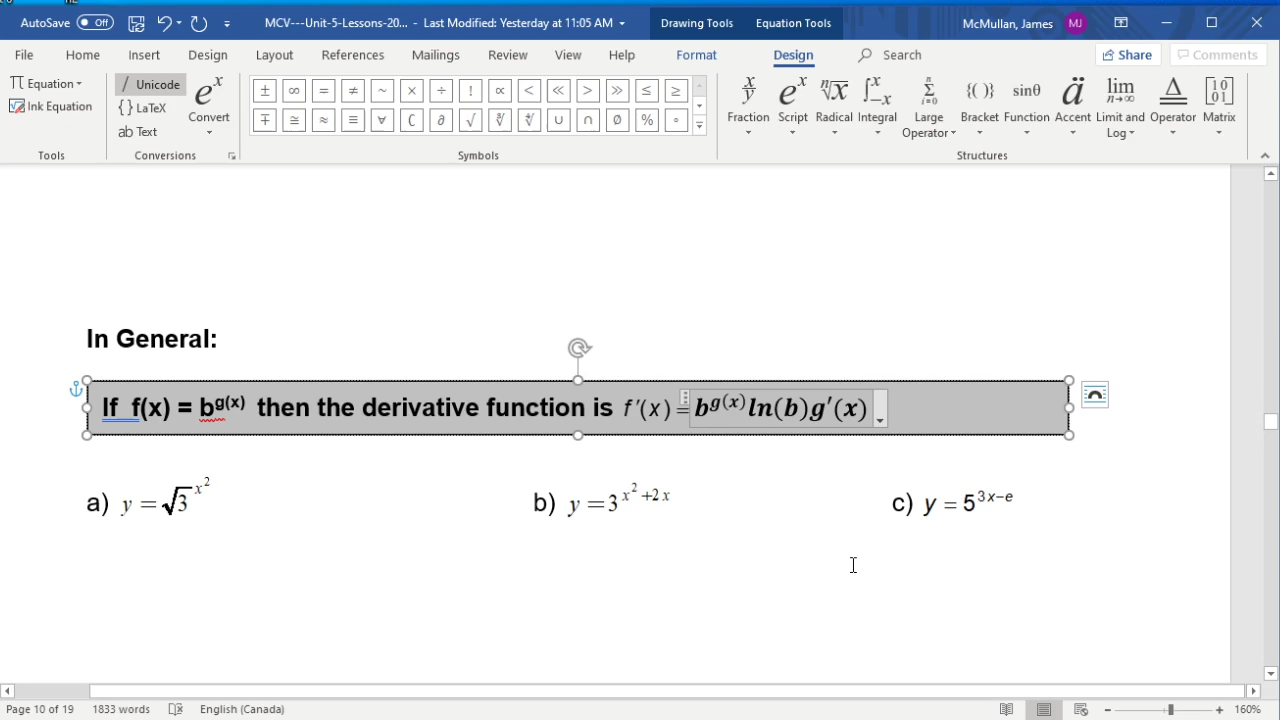 AutoSave Off MCV---Unit-5-Lessons-20... - Last Modified: Yesterday at 11:05 AM Drawing Tools Equation Tools McMullan, James MJ
File Home Insert Design Layout References Mailings Review View Help Format Design Search Share Comments
Equation Unicode
Ink Equation {} LaTeX
ab Text
Convert
± ∞ = ≠ ~ × ÷ ! ∝ < ≪ > ≫ ≤ ≥
∓ ≅ ≈ ≡ ∀ ∁ ∂ √ ∛ ∜ ∪ ∩ ∅ % °
Fraction Script Radical Integral Large Operator Bracket Function Accent Limit and Log Operator Matrix
Tools Conversions Symbols Structures
In General:
If f(x) = b^g(x) then the derivative function is f′(x) = b^g(x) ln(b)g′(x)
a) y = √3^x² b) y = 3^x²+2x c) y = 5^3x−e
Page 10 of 19 1833 words English (Canada) 160%